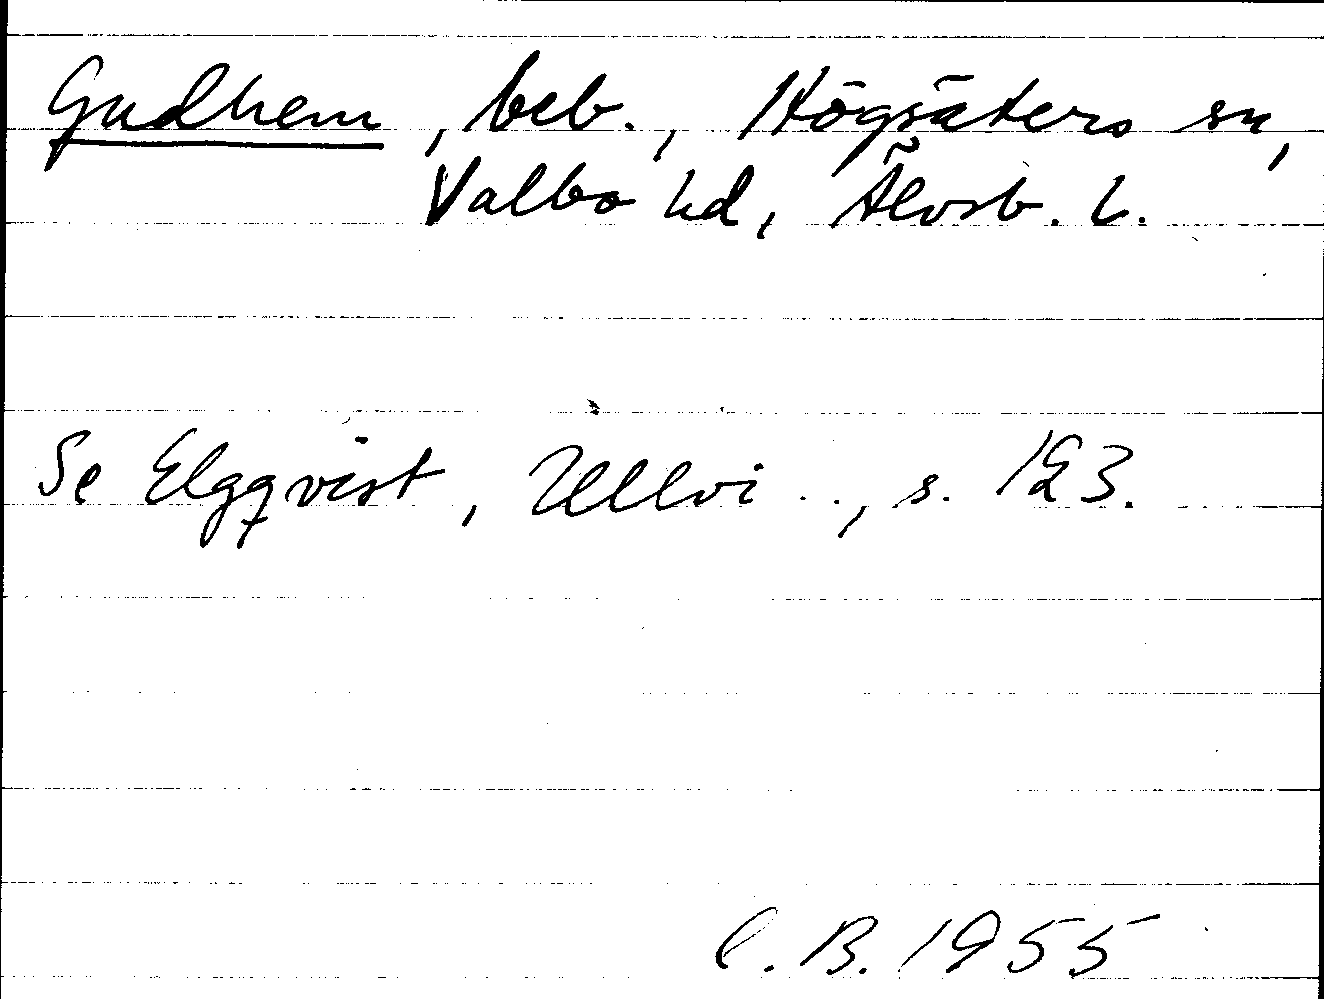 Gudhem, beb., Högsäters sn,
Valbo hd, Älvsb. l.
Se Elgqvist, Ullvi .., s. 123.
C.B. 1955